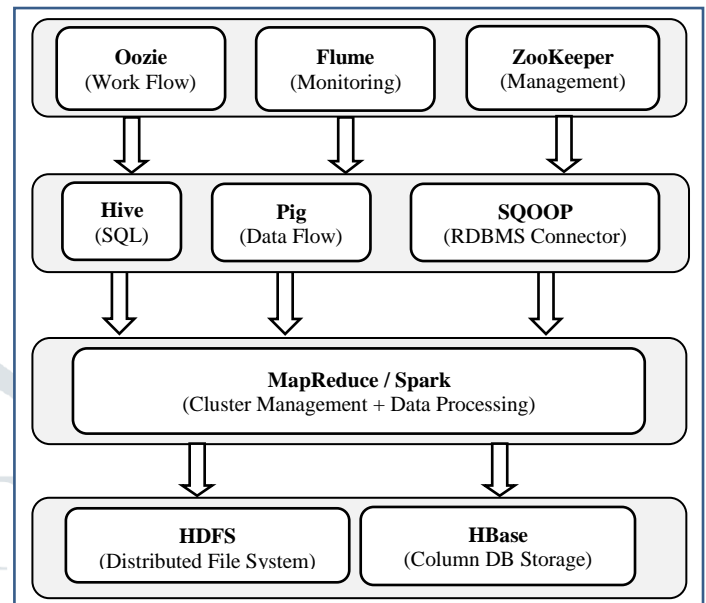 Oozie
(Work Flow)
Flume
(Monitoring)
ZooKeeper
(Management)
Hive
(SQL)
Pig
(Data Flow)
SQOOP
(RDBMS Connector)
MapReduce / Spark
(Cluster Management + Data Processing)
HDFS
(Distributed File System)
HBase
(Column DB Storage)